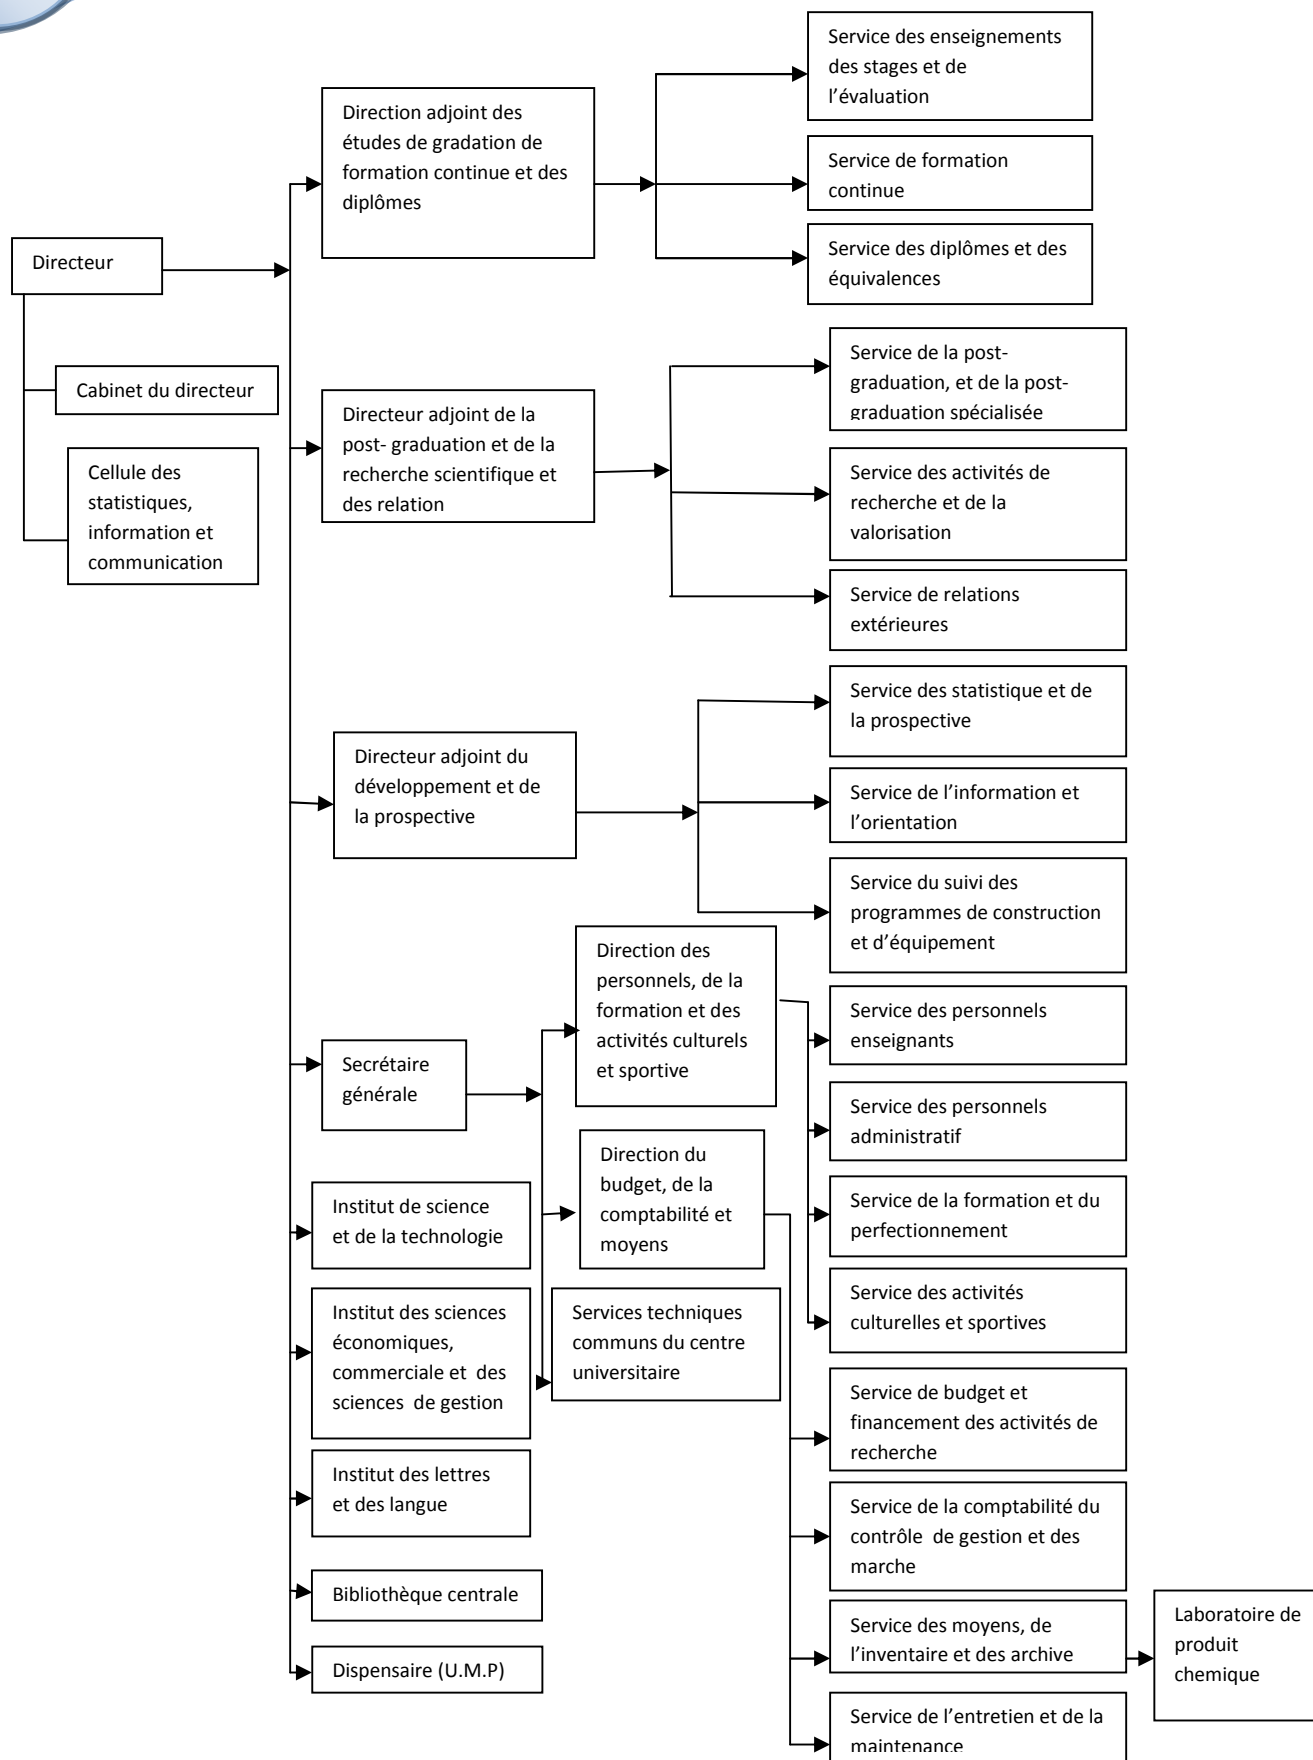 Directeur
Cabinet du directeur
Cellule des
statistiques,
information et
communication
Direction adjoint des
études de gradation de
formation continue et des
diplômes
Service des enseignements
des stages et de
l’évaluation
Service de formation
continue
Service des diplômes et des
équivalences
Directeur adjoint de la
post- graduation et de la
recherche scientifique et
des relation
Service de la post-
graduation, et de la post-
graduation spécialisée
Service des activités de
recherche et de la
valorisation
Service de relations
extérieures
Directeur adjoint du
développement et de
la prospective
Service des statistique et de
la prospective
Service de l’information et
l’orientation
Service du suivi des
programmes de construction
et d’équipement
Secrétaire
générale
Direction des
personnels, de la
formation et des
activités culturels
et sportive
Service des personnels
enseignants
Service des personnels
administratif
Service de la formation et du
perfectionnement
Service des activités
culturelles et sportives
Direction du
budget, de la
comptabilité et
moyens
Service de budget et
financement des activités de
recherche
Service de la comptabilité du
contrôle  de gestion et des
marche
Service des moyens, de
l’inventaire et des archive
Laboratoire de
produit
chemique
Service de l’entretien et de la
maintenance
Services techniques
communs du centre
universitaire
Institut de science
et de la technologie
Institut des sciences
économiques,
commerciale et  des
sciences  de gestion
Institut des lettres
et des langue
Bibliothèque centrale
Dispensaire (U.M.P)